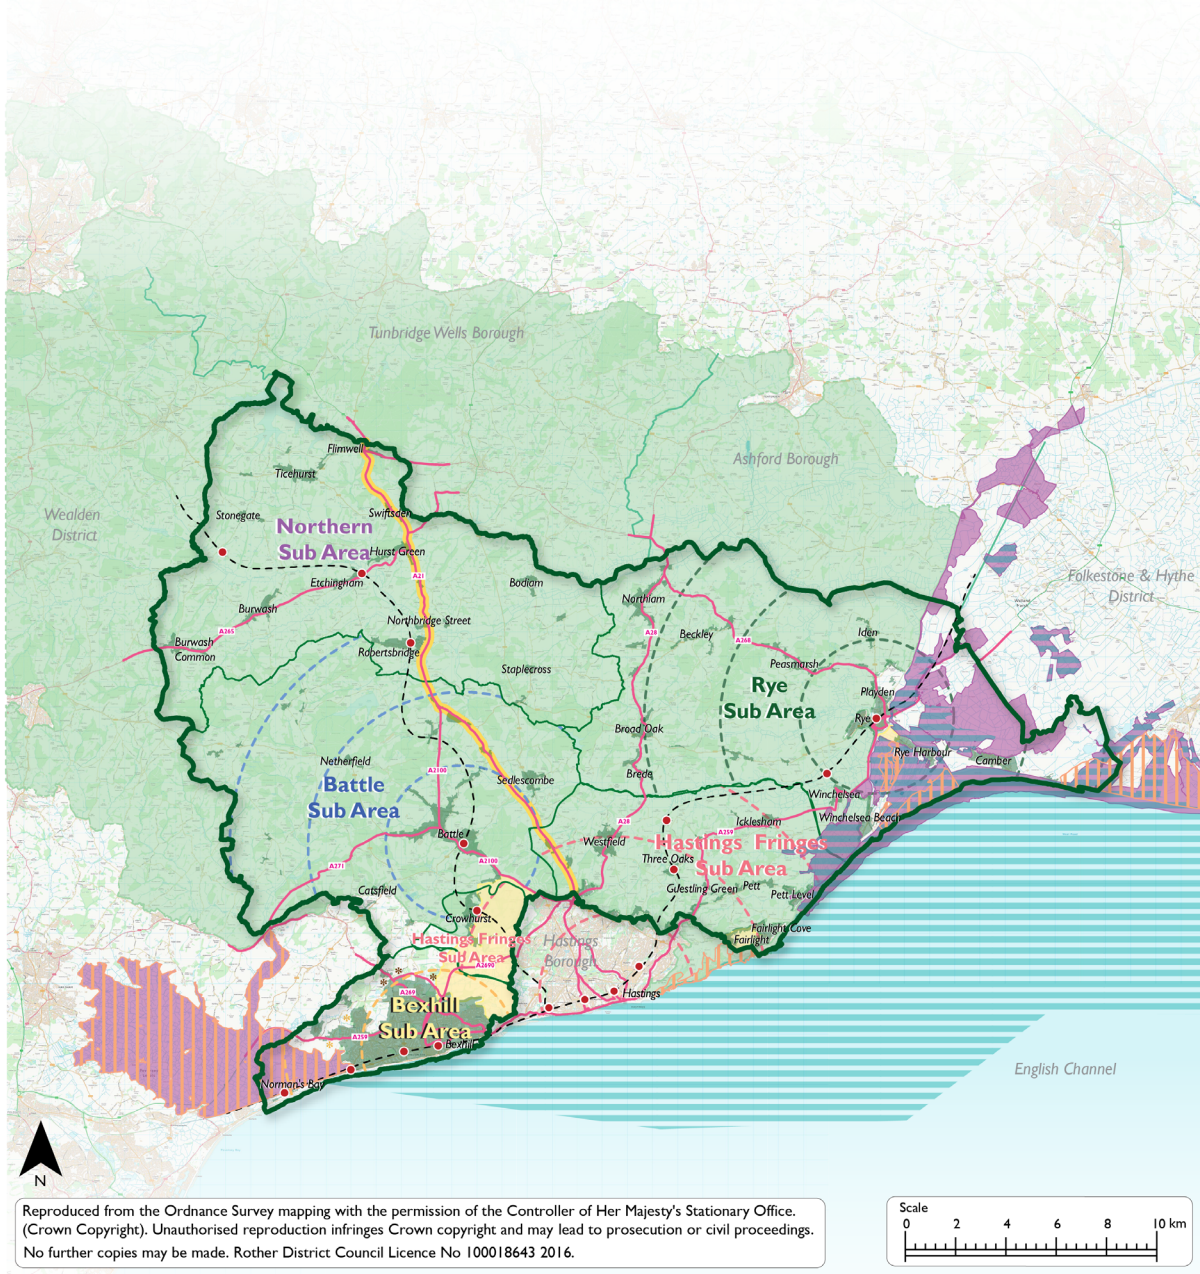 Tunbridge Wells Borough
Flimwell
Ashford Borough
Ticehurst
Wealden
District
Stonegate
Swiftsden
Northern
Sub Area
Hurst Green
A21
Folkestone & Hythe
District
Etchingham
Bodiam
Northiam
Burwash
Northbridge Street
A265
A28
Beckley
A268
Iden
Burwash
Common
Robertsbridge
Peasmarsh
Staplecross
Rye
Sub Area
Playden
Rye
Broad Oak
Rye Harbour
Camber
Netherfield
A2100
Sedlescombe
Brede
Battle
Sub Area
Winchelsea
Winchelsea Beach
A28
Icklesham
A259
Battle
Westfield
Hastings Fringes
Sub Area
Three Oaks
A2100
A271
Guestling Green
Pett
Pett Level
Catsfield
Crowhurst
Fairlight Cove
Fairlight
Hastings Fringes
Sub Area
Hastings
Borough
A2690
A269
Hastings
Bexhill
Sub Area
A259
Bexhill
Norman's Bay
English Channel
N
Reproduced from the Ordnance Survey mapping with the permission of the Controller of Her Majesty's Stationary Office.
(Crown Copyright). Unauthorised reproduction infringes Crown copyright and may lead to prosecution or civil proceedings.
No further copies may be made. Rother District Council Licence No 100018643 2016.
Scale
0 2 4 6 8 10 km